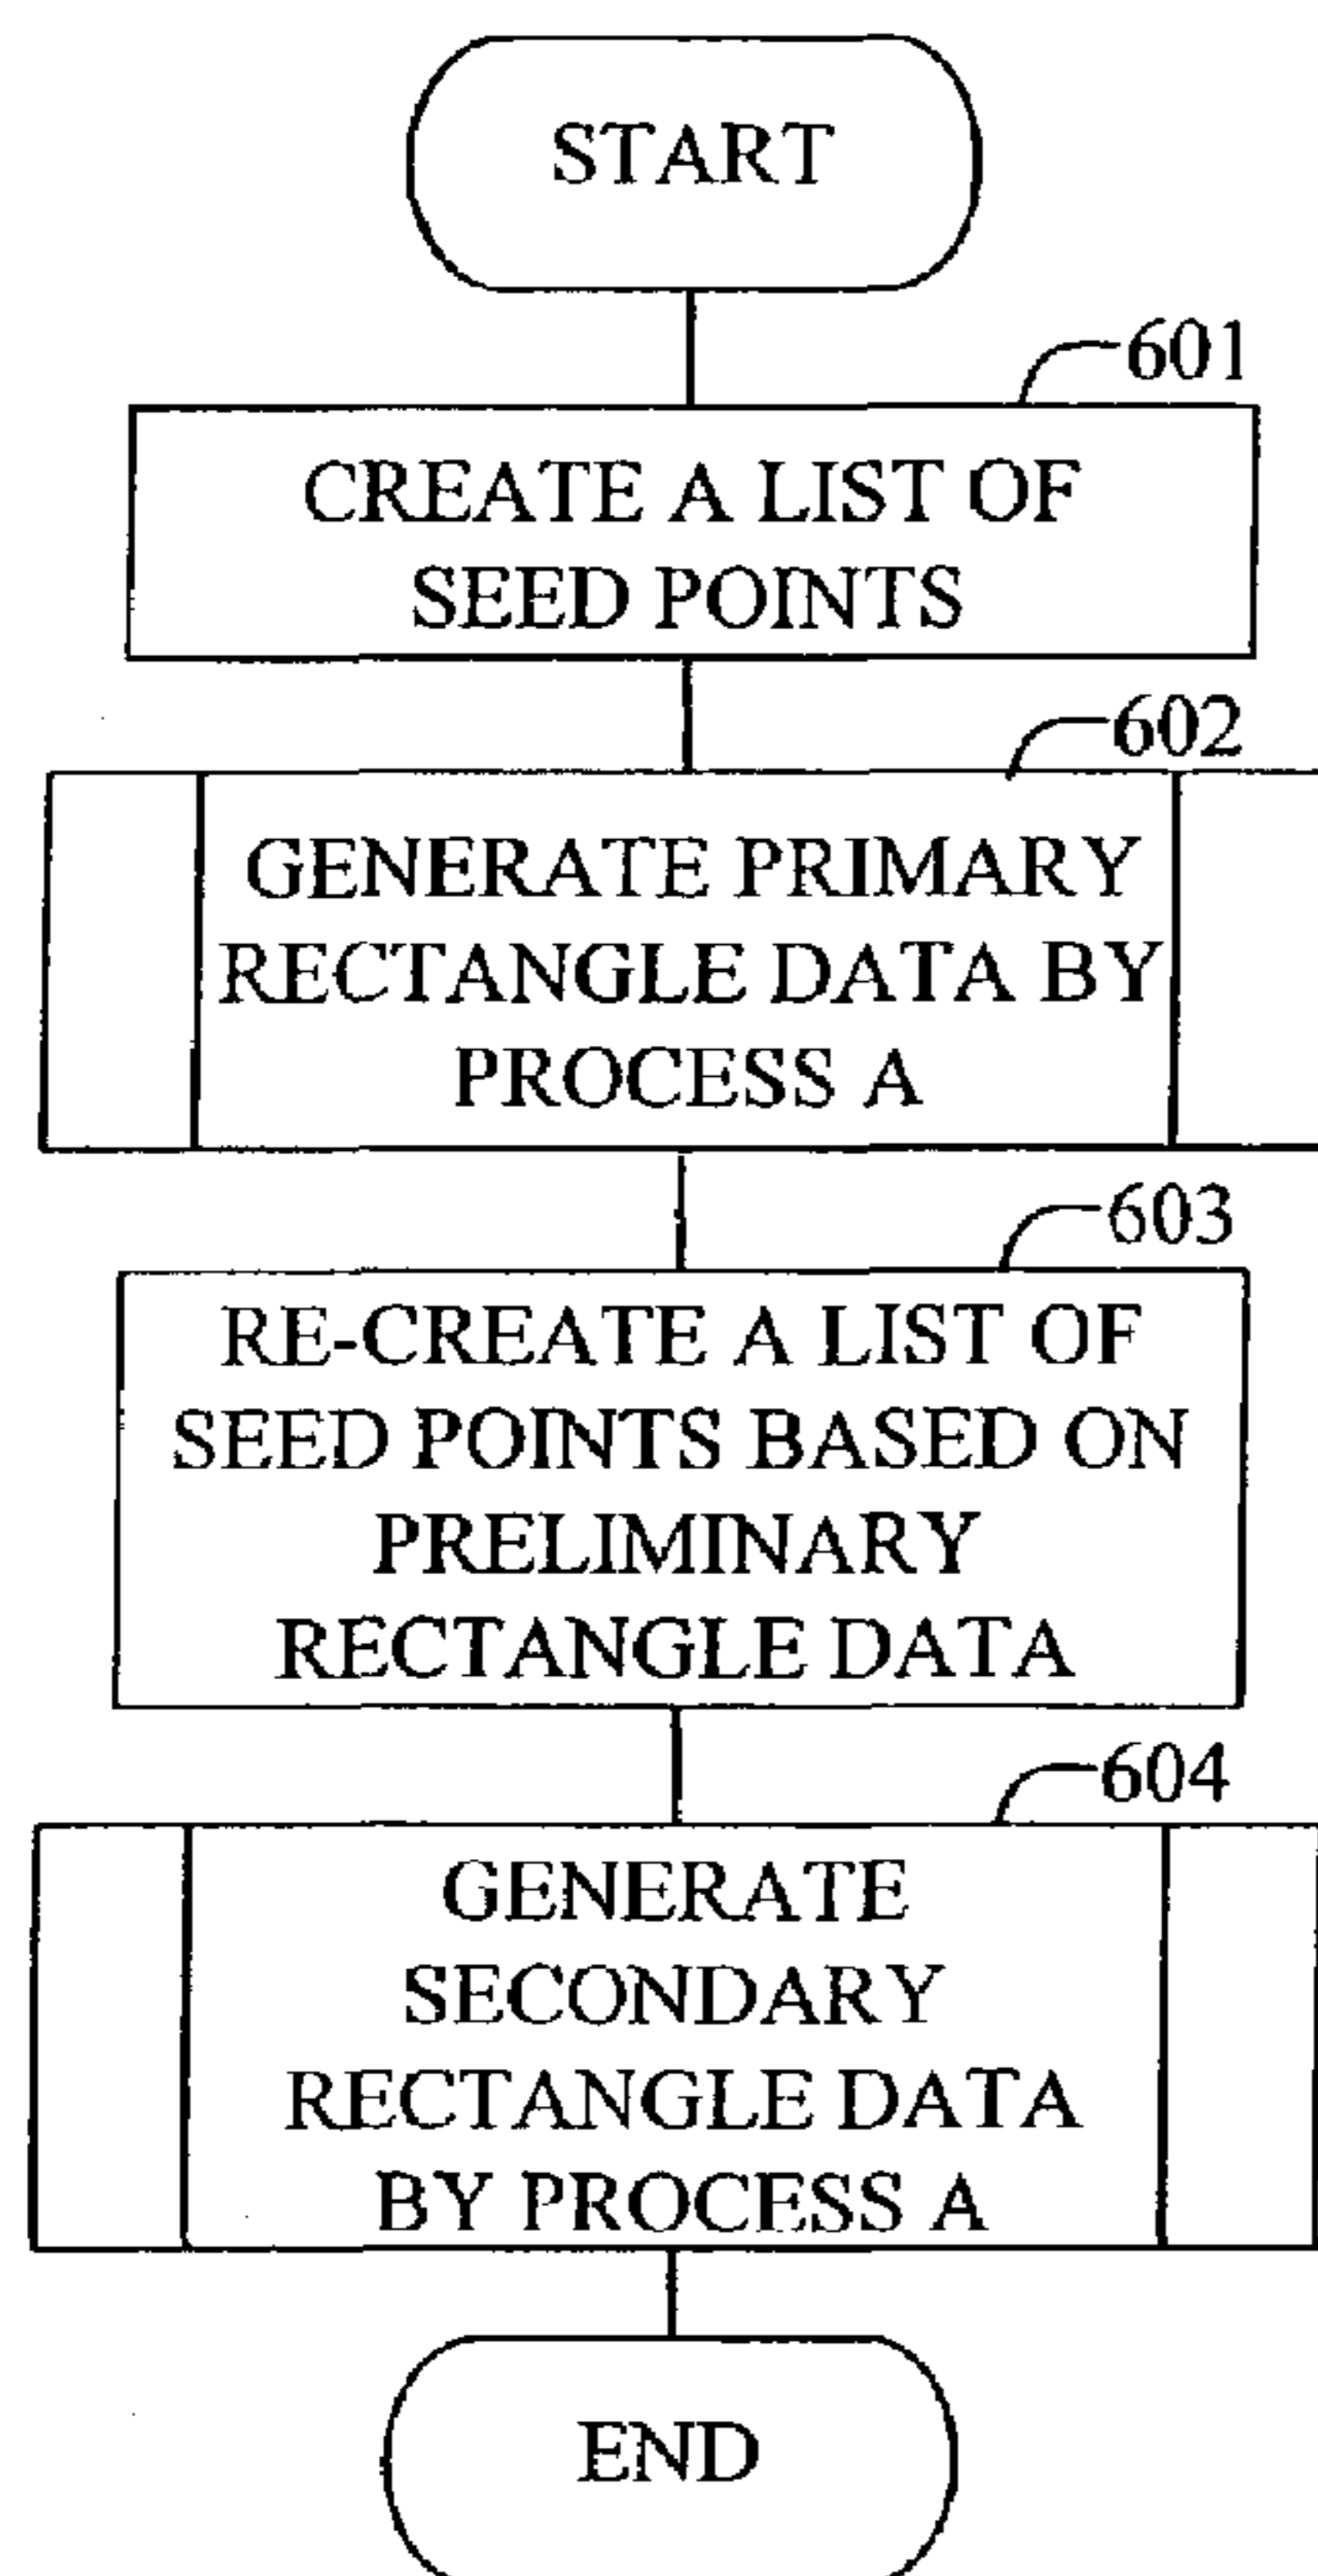 START
601
CREATE A LIST OF
SEED POINTS
602
GENERATE PRIMARY
RECTANGLE DATA BY
PROCESS A
603
RE-CREATE A LIST OF
SEED POINTS BASED ON
PRELIMINARY
RECTANGLE DATA
604
GENERATE
SECONDARY
RECTANGLE DATA
BY PROCESS A
END